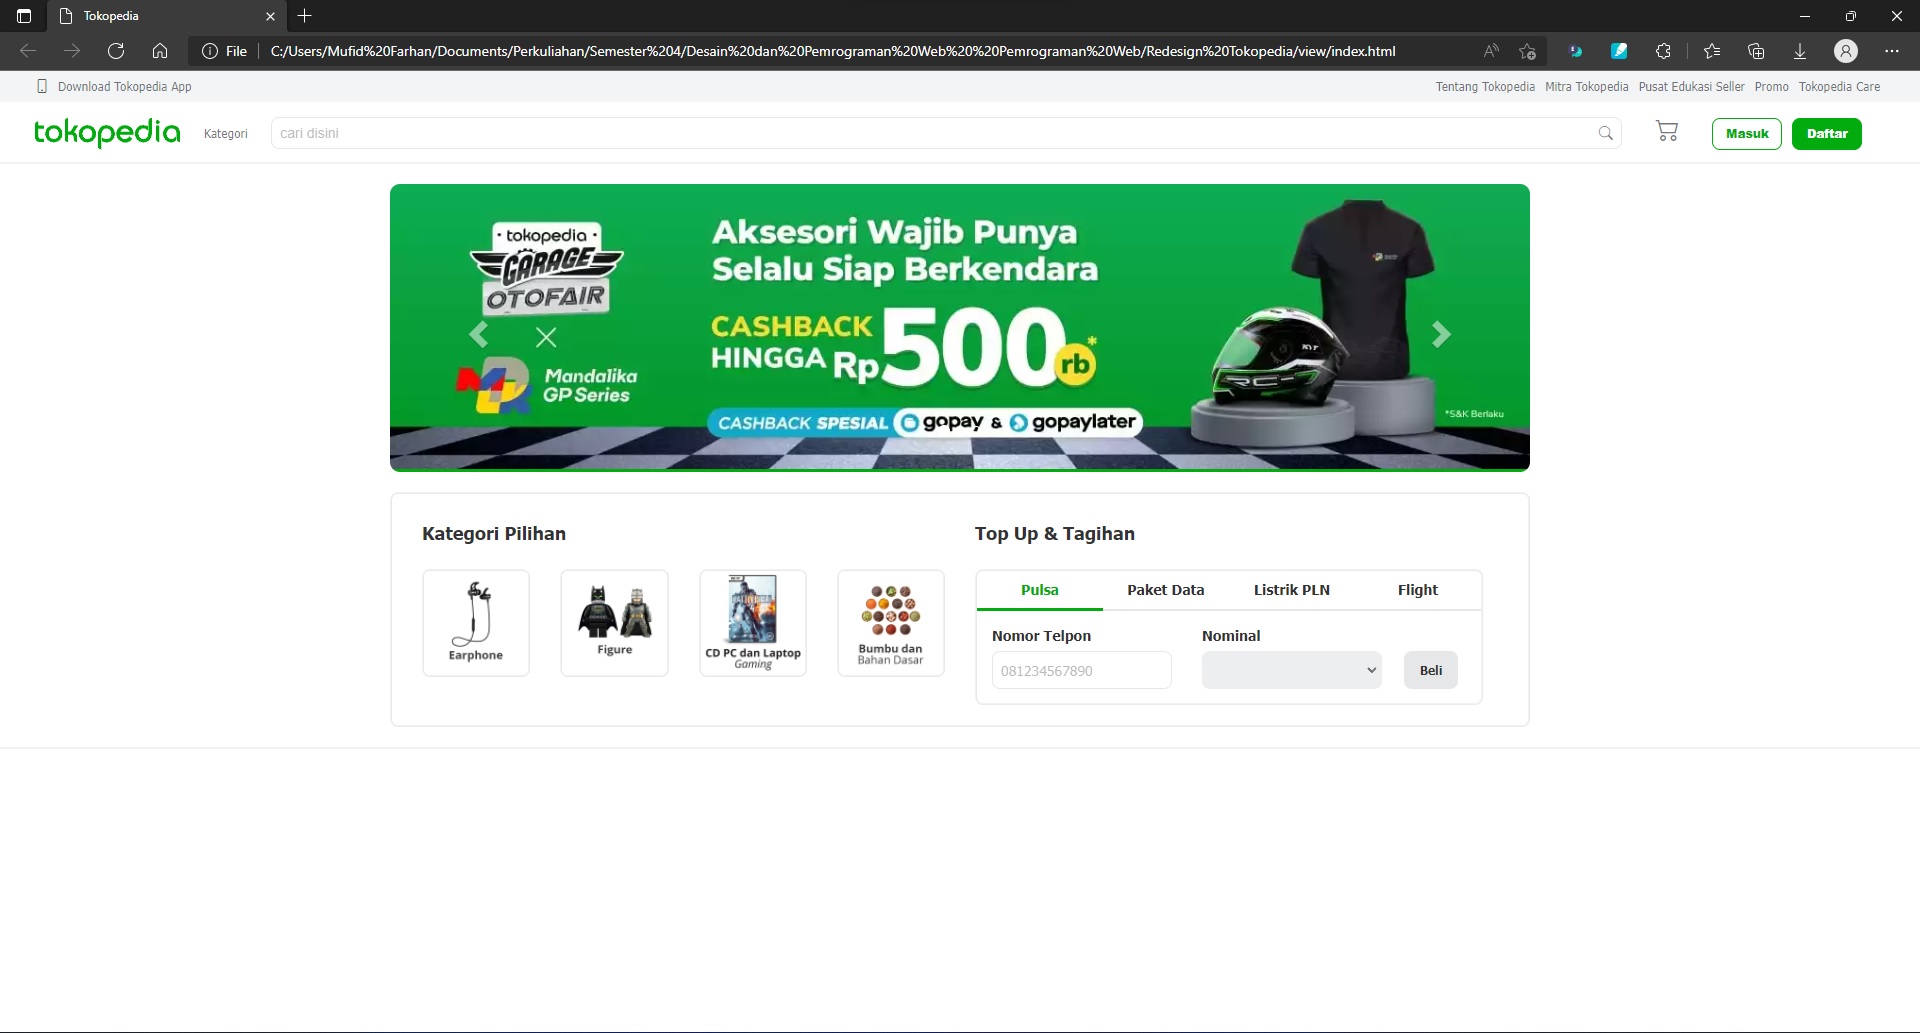 Tokopedia
File
C:/Users/Mufid%20Farhan/Documents/Perkuliahan/Semester%204/Desain%20dan%20Pemrograman%20Web%20%20Pemrograman%20Web/Redesign%20Tokopedia/view/index.html
Download Tokopedia App
Tentang Tokopedia Mitra Tokopedia Pusat Edukasi Seller Promo Tokopedia Care
tokopedia
Kategori
cari disini
Masuk
Daftar
tokopedia
GARAGE
OTOFAIR
Mandalika
GP Series
Aksesori Wajib Punya
Selalu Siap Berkendara
CASHBACK
HINGGA Rp500rb*
CASHBACK SPESIAL gopay & gopaylater
*S&K Berlaku
Kategori Pilihan
Earphone
Figure
CD PC dan Laptop
Gaming
Bumbu dan
Bahan Dasar
Top Up & Tagihan
Pulsa Paket Data Listrik PLN Flight
Nomor Telpon Nominal
081234567890
Beli